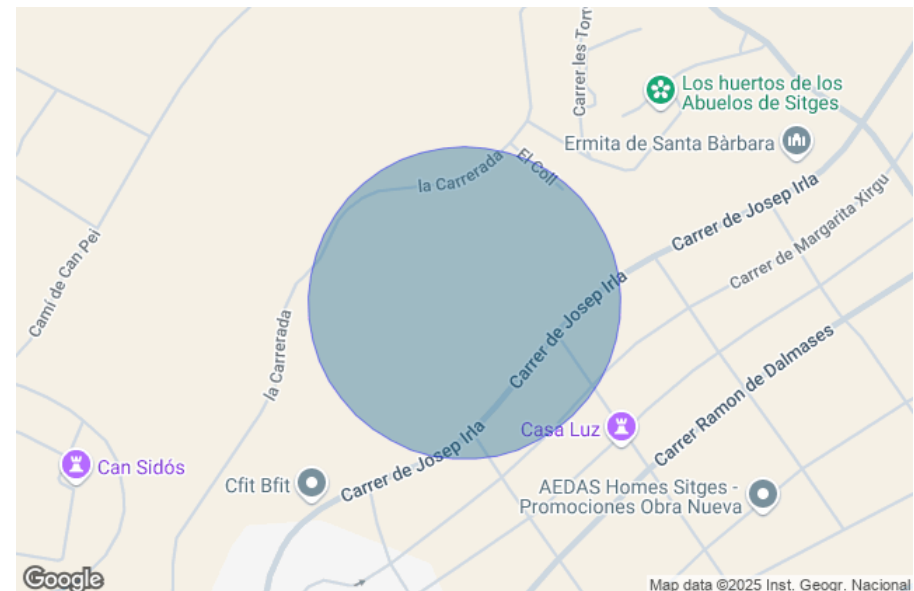 Carrer les Torr
Los huertos de los
Abuelos de Sitges
Ermita de Santa Bàrbara
la Carrerada
El Coll
Carrer de Josep Irla
Carrer de Margarita Xirgu
Camí de Can Pei
Carrer de Josep Irla
la Carrerada
Carrer Ramon de Dalmases
Casa Luz
Carrer de Josep Irla
Can Sidós
Cfit Bfit
AEDAS Homes Sitges -
Promociones Obra Nueva
Google
Map data ©2025 Inst. Geogr. Nacional